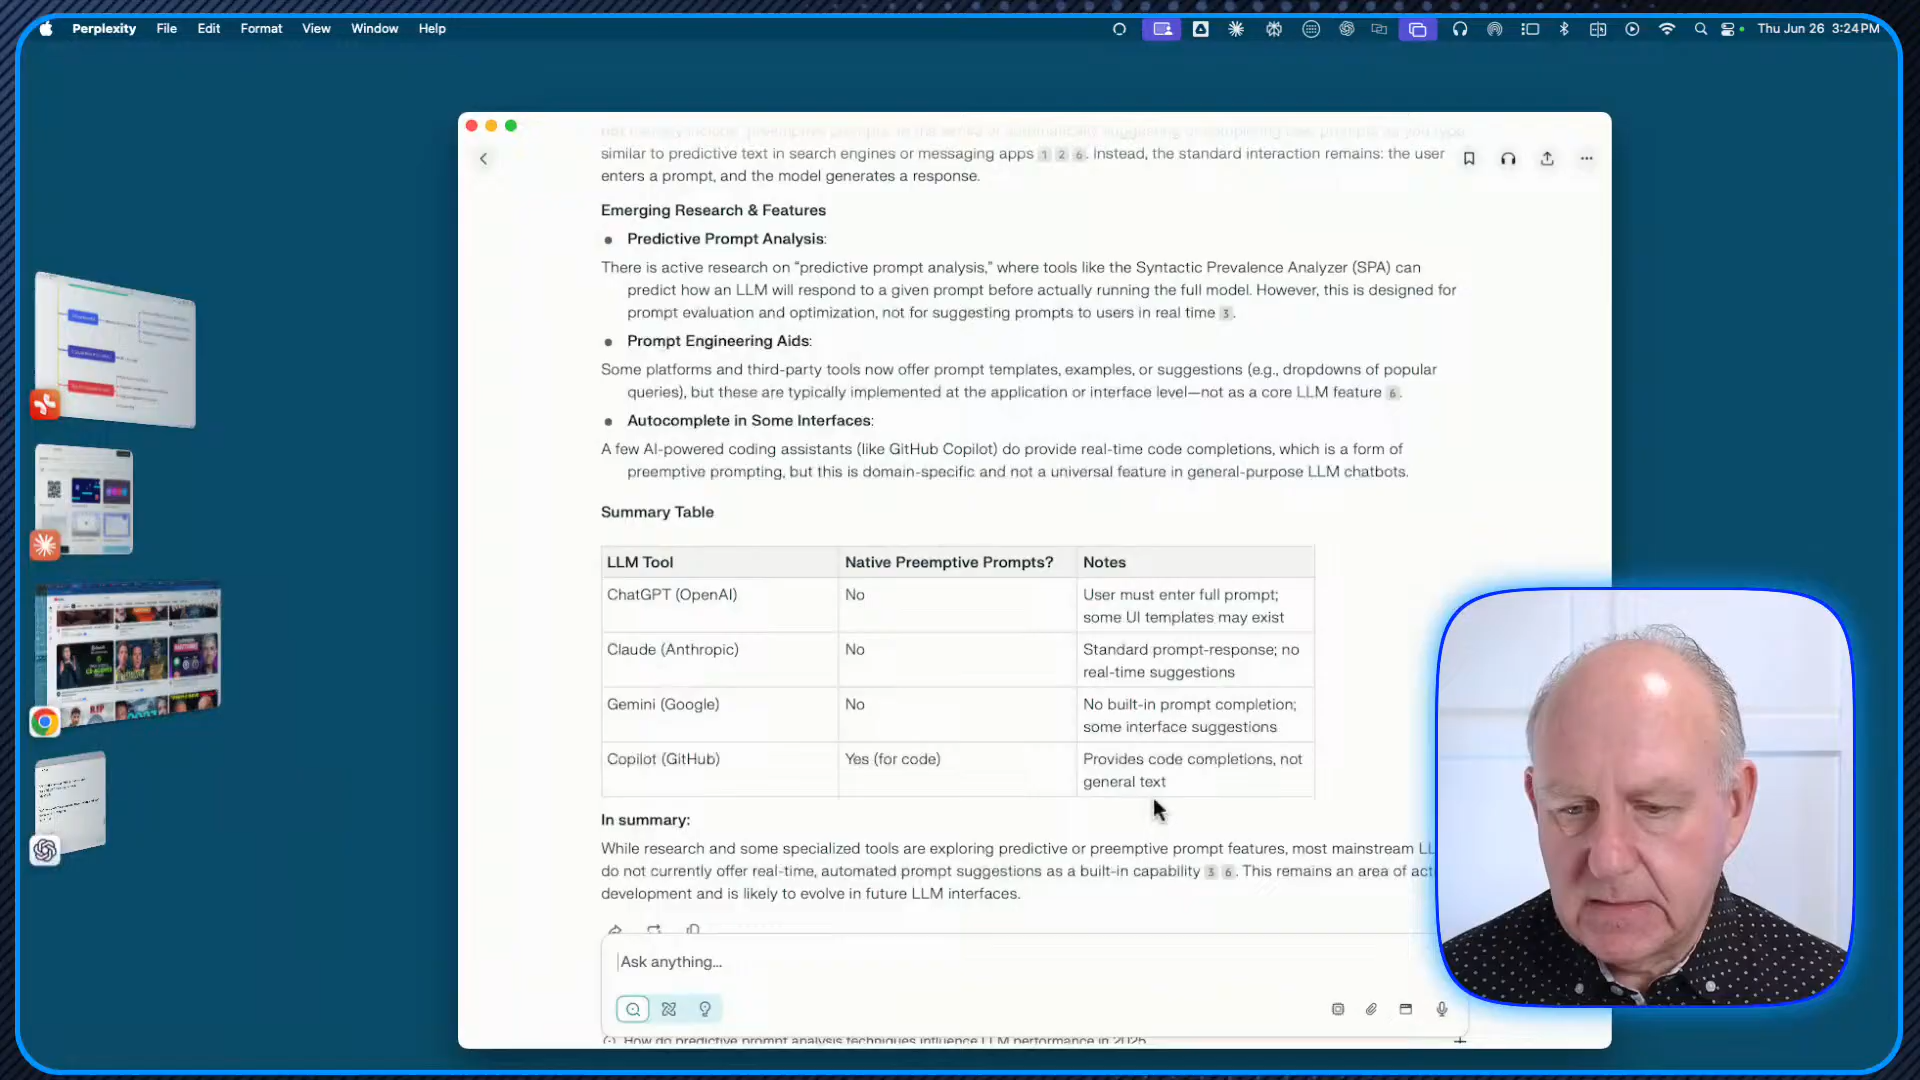 Perplexity File Edit Format View Window Help Thu Jun 26 3:24 PM
similar to predictive text in search engines or messaging apps 1 2 6 . Instead, the standard interaction remains: the user
enters a prompt, and the model generates a response.
Emerging Research & Features
• Predictive Prompt Analysis:
There is active research on “predictive prompt analysis,” where tools like the Syntactic Prevalence Analyzer (SPA) can
predict how an LLM will respond to a given prompt before actually running the full model. However, this is designed for
prompt evaluation and optimization, not for suggesting prompts to users in real time 3 .
• Prompt Engineering Aids:
Some platforms and third-party tools now offer prompt templates, examples, or suggestions (e.g., dropdowns of popular
queries), but these are typically implemented at the application or interface level—not as a core LLM feature 6 .
• Autocomplete in Some Interfaces:
A few AI-powered coding assistants (like GitHub Copilot) do provide real-time code completions, which is a form of
preemptive prompting, but this is domain-specific and not a universal feature in general-purpose LLM chatbots.
Summary Table
LLM Tool Native Preemptive Prompts? Notes
ChatGPT (OpenAI) No User must enter full prompt;
some UI templates may exist
Claude (Anthropic) No Standard prompt-response; no
real-time suggestions
Gemini (Google) No No built-in prompt completion;
some interface suggestions
Copilot (GitHub) Yes (for code) Provides code completions, not
general text
In summary:
While research and some specialized tools are exploring predictive or preemptive prompt features, most mainstream
do not currently offer real-time, automated prompt suggestions as a built-in capability 3 6 . This remains an area of
development and is likely to evolve in future LLM interfaces.
Ask anything...
How do predictive prompt analysis techniques influence LLM performance in 2025